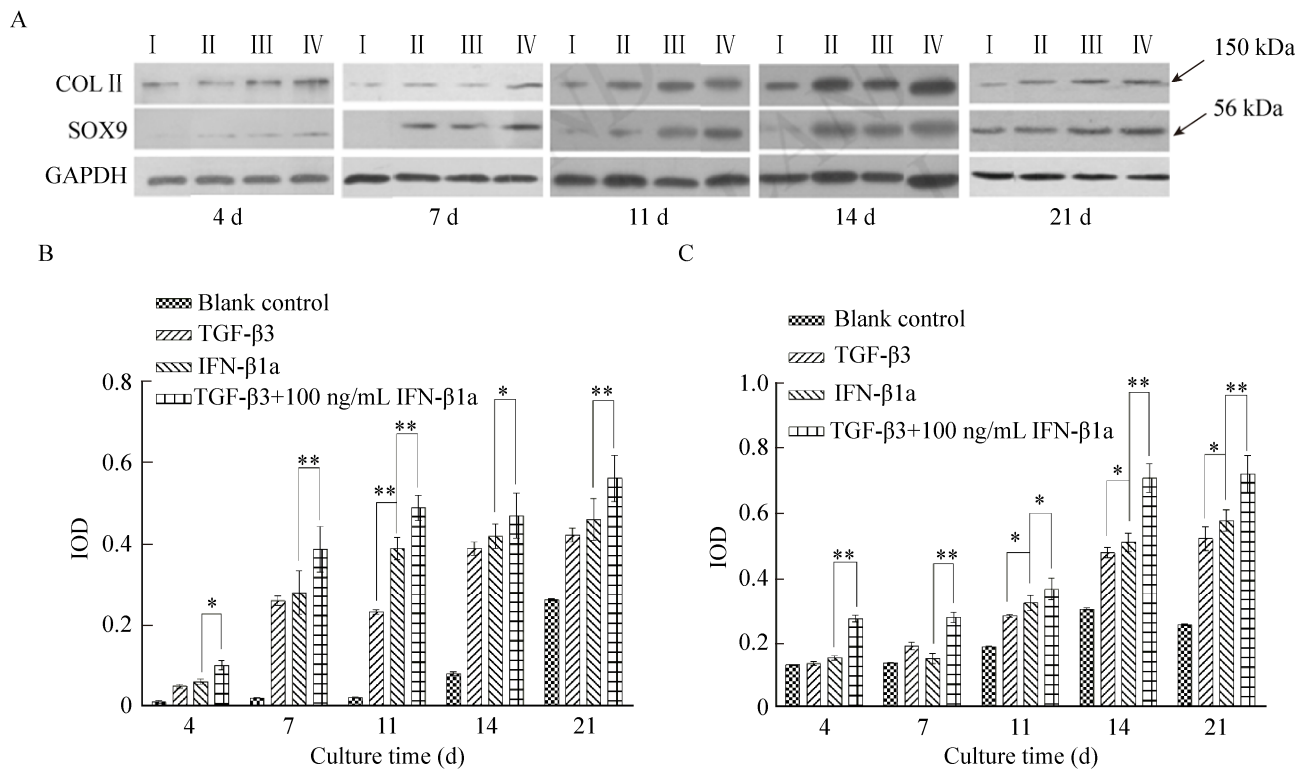 A
Ⅰ Ⅱ Ⅲ Ⅳ Ⅰ Ⅱ Ⅲ Ⅳ Ⅰ Ⅱ Ⅲ Ⅳ Ⅰ Ⅱ Ⅲ Ⅳ Ⅰ Ⅱ Ⅲ Ⅳ
150 kDa
COL Ⅱ
56 kDa
SOX9
GAPDH
4 d 7 d 11 d 14 d 21 d
B
Blank control
TGF-β3
IFN-β1a
TGF-β3+100 ng/mL IFN-β1a
0.8
0.6
0.4
0.2
0
IOD
* ** ** ** * **
4 7 11 14 21
Culture time (d)
C
Blank control
TGF-β3
IFN-β1a
TGF-β3+100 ng/mL IFN-β1a
1.0
0.8
0.6
0.4
0.2
0
IOD
** ** * * * ** * **
4 7 11 14 21
Culture time (d)